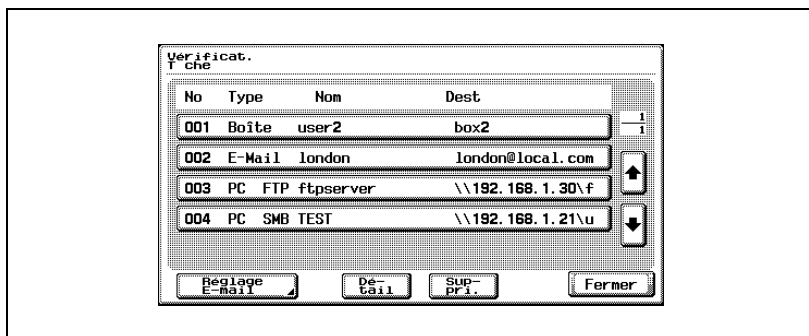 Vérificat.
T che
No Type Nom Dest
001 Boîte user2 box2
002 E-Mail london london@local.com
003 PC FTP ftpserver \\192.168.1.30\f
004 PC SMB TEST \\192.168.1.21\u
1
1
Réglage
E-mail
Dé-
tail
Sup-
pri.
Fermer